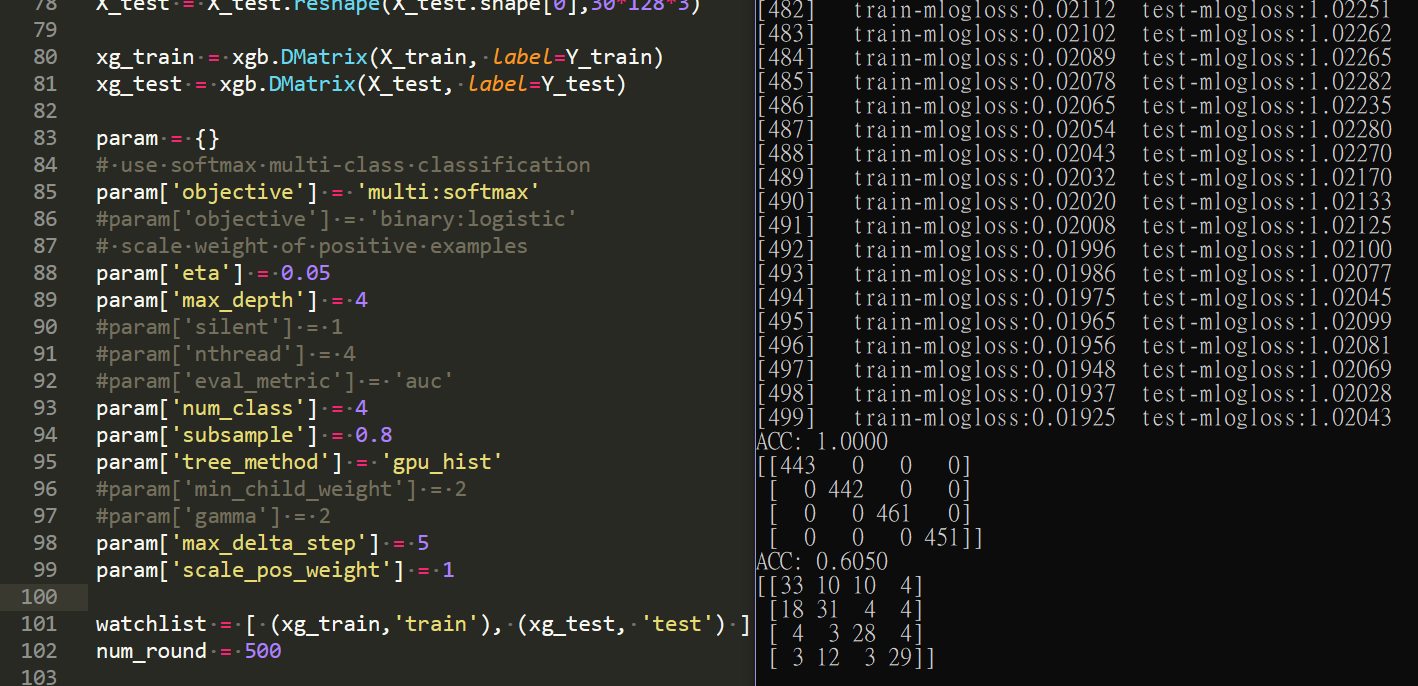 78 X_test = X_test.reshape(X_test.shape[0],30*128*3)
79
80 xg_train = xgb.DMatrix(X_train, label=Y_train)
81 xg_test = xgb.DMatrix(X_test, label=Y_test)
82
83 param = {}
84 # use softmax multi-class classification
85 param['objective'] = 'multi:softmax'
86 #param['objective'] = 'binary:logistic'
87 # scale weight of positive examples
88 param['eta'] = 0.05
89 param['max_depth'] = 4
90 #param['silent'] = 1
91 #param['nthread'] = 4
92 #param['eval_metric'] = 'auc'
93 param['num_class'] = 4
94 param['subsample'] = 0.8
95 param['tree_method'] = 'gpu_hist'
96 #param['min_child_weight'] = 2
97 #param['gamma'] = 2
98 param['max_delta_step'] = 5
99 param['scale_pos_weight'] = 1
100
101 watchlist = [ (xg_train,'train'), (xg_test, 'test') ]
102 num_round = 500
103
[482] train-mlogloss:0.02112 test-mlogloss:1.02251
[483] train-mlogloss:0.02102 test-mlogloss:1.02262
[484] train-mlogloss:0.02089 test-mlogloss:1.02265
[485] train-mlogloss:0.02078 test-mlogloss:1.02282
[486] train-mlogloss:0.02065 test-mlogloss:1.02235
[487] train-mlogloss:0.02054 test-mlogloss:1.02280
[488] train-mlogloss:0.02043 test-mlogloss:1.02270
[489] train-mlogloss:0.02032 test-mlogloss:1.02170
[490] train-mlogloss:0.02020 test-mlogloss:1.02133
[491] train-mlogloss:0.02008 test-mlogloss:1.02125
[492] train-mlogloss:0.01996 test-mlogloss:1.02100
[493] train-mlogloss:0.01986 test-mlogloss:1.02077
[494] train-mlogloss:0.01975 test-mlogloss:1.02045
[495] train-mlogloss:0.01965 test-mlogloss:1.02099
[496] train-mlogloss:0.01956 test-mlogloss:1.02081
[497] train-mlogloss:0.01948 test-mlogloss:1.02069
[498] train-mlogloss:0.01937 test-mlogloss:1.02028
[499] train-mlogloss:0.01925 test-mlogloss:1.02043
ACC: 1.0000
[[443 0 0 0]
[ 0 442 0 0]
[ 0 0 461 0]
[ 0 0 0 451]]
ACC: 0.6050
[[33 10 10 4]
[18 31 4 4]
[ 4 3 28 4]
[ 3 12 3 29]]